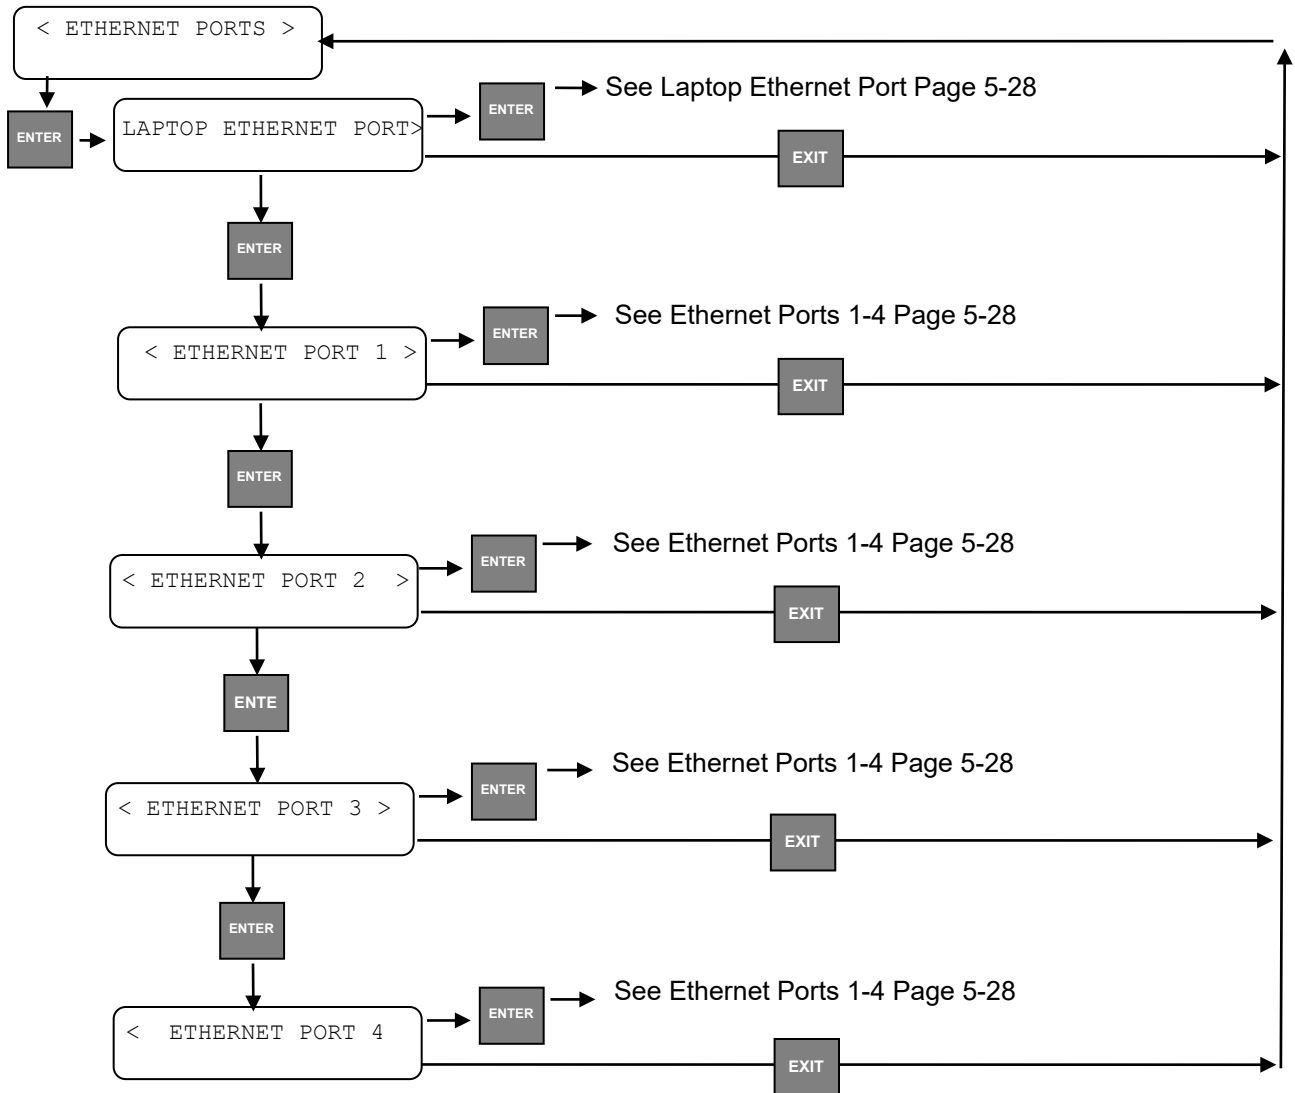 < ETHERNET PORTS >
ENTER
LAPTOP ETHERNET PORT>
ENTER
See Laptop Ethernet Port Page 5-28
EXIT
ENTER
< ETHERNET PORT 1 >
ENTER
See Ethernet Ports 1-4 Page 5-28
EXIT
ENTER
< ETHERNET PORT 2 >
ENTER
See Ethernet Ports 1-4 Page 5-28
EXIT
ENTE
< ETHERNET PORT 3 >
ENTER
See Ethernet Ports 1-4 Page 5-28
EXIT
ENTER
< ETHERNET PORT 4
ENTER
See Ethernet Ports 1-4 Page 5-28
EXIT